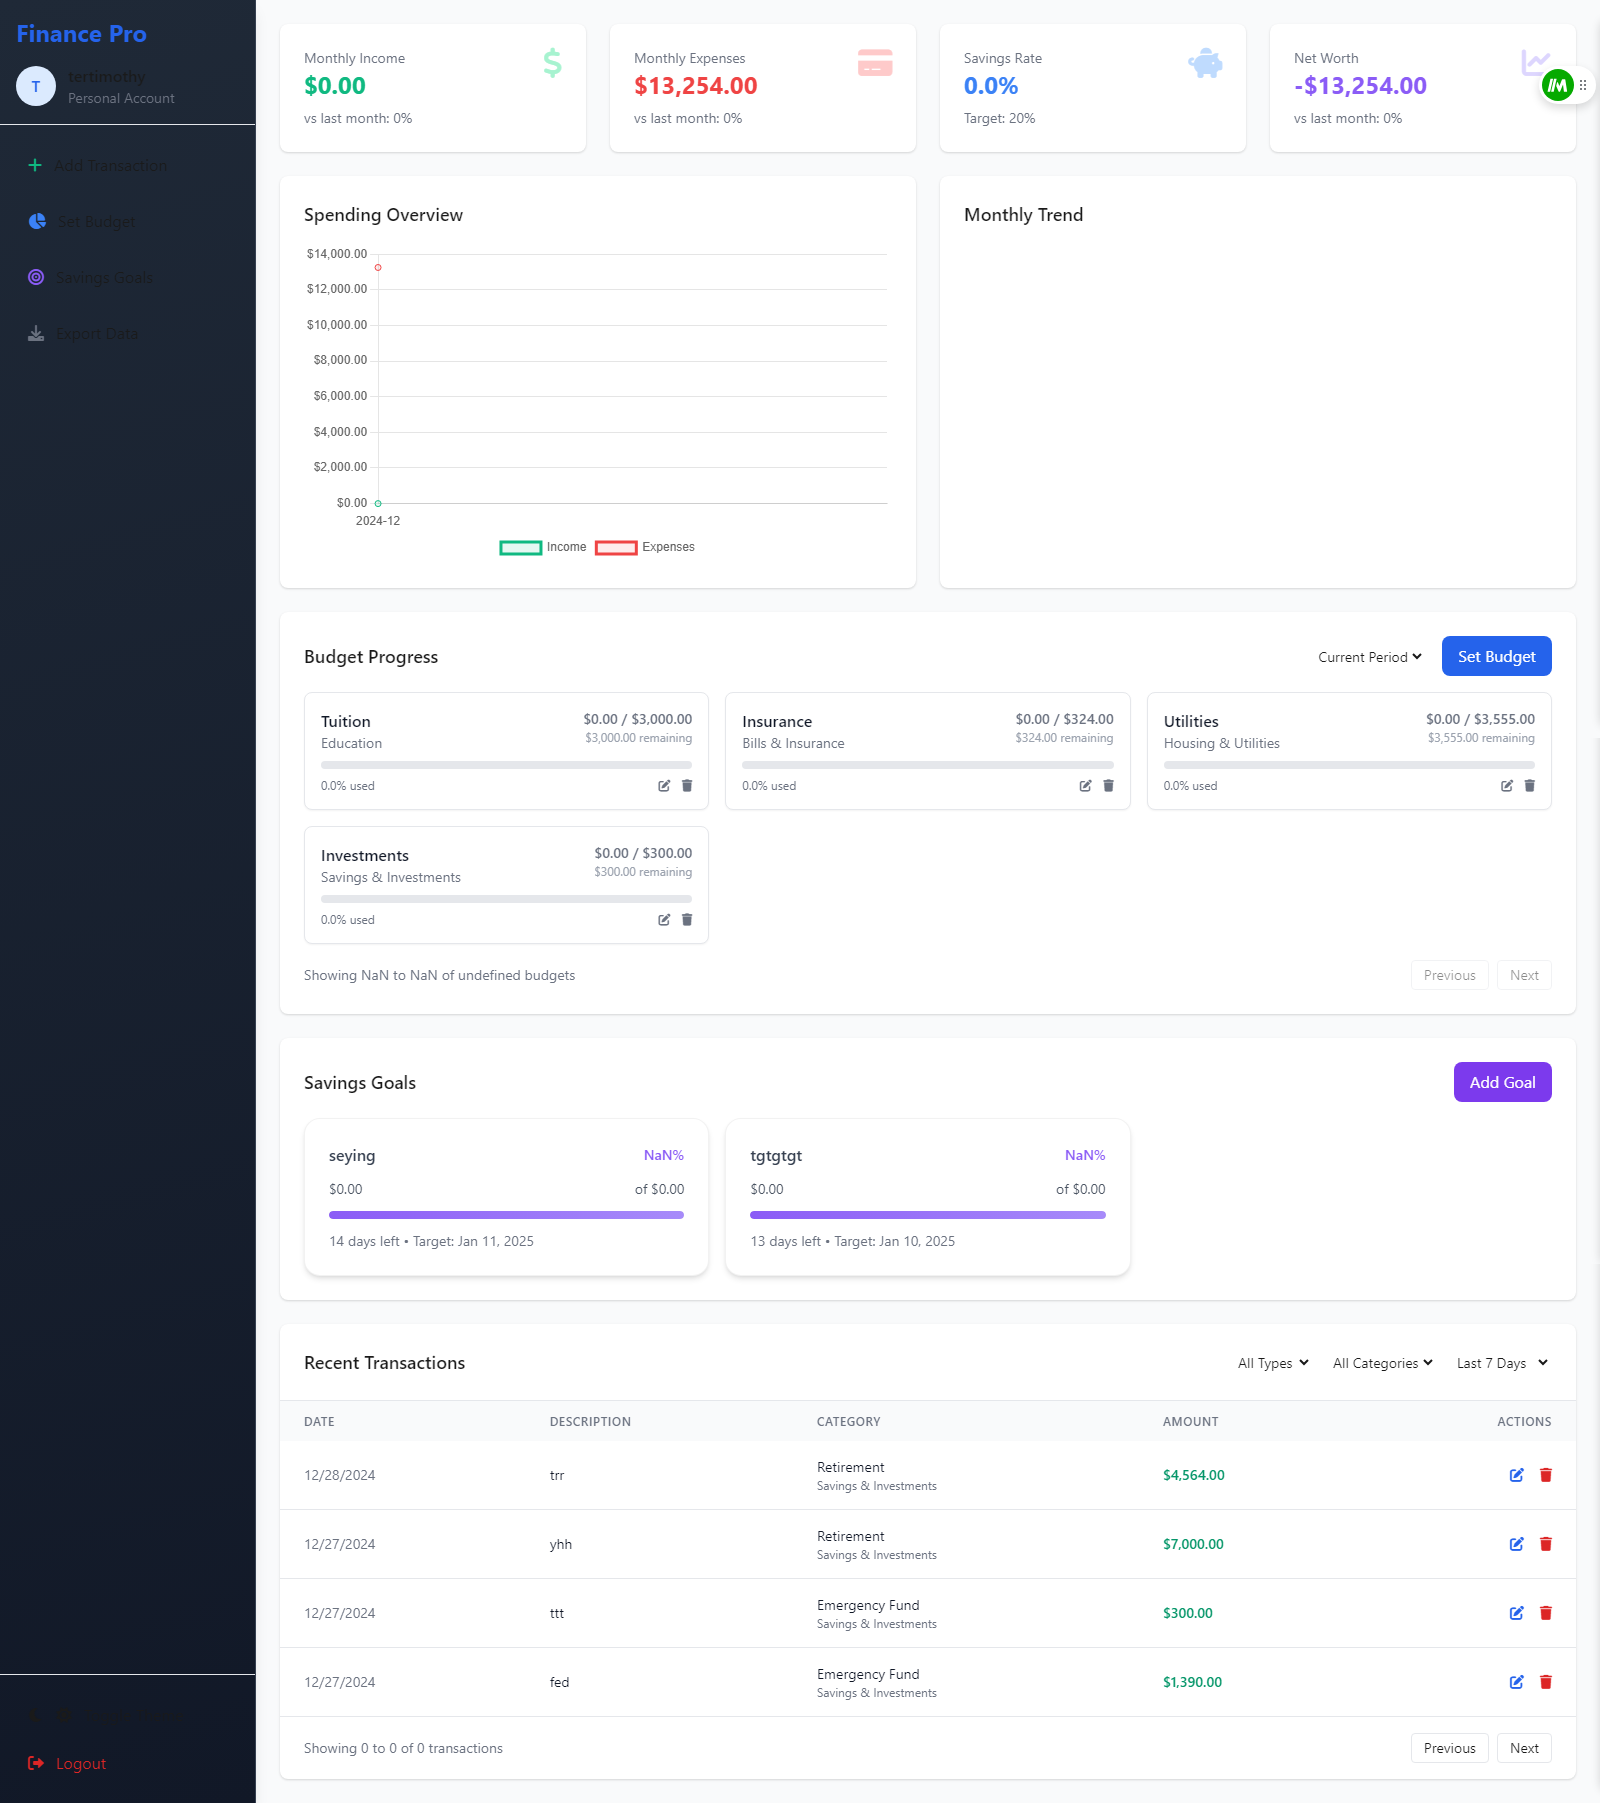 Finance Pro
T
tertimothy
Personal Account
Add Transaction
Set Budget
Savings Goals
Export Data
Logout
Monthly Income
$0.00
vs last month: 0%
Monthly Expenses
$13,254.00
vs last month: 0%
Savings Rate
0.0%
Target: 20%
Net Worth
-$13,254.00
vs last month: 0%
Spending Overview
$14,000.00
$12,000.00
$10,000.00
$8,000.00
$6,000.00
$4,000.00
$2,000.00
$0.00
2024-12
Income Expenses
Monthly Trend
Budget Progress
Current Period
Set Budget
Tuition
Education
$0.00 / $3,000.00
$3,000.00 remaining
0.0% used
Insurance
Bills & Insurance
$0.00 / $324.00
$324.00 remaining
0.0% used
Utilities
Housing & Utilities
$0.00 / $3,555.00
$3,555.00 remaining
0.0% used
Investments
Savings & Investments
$0.00 / $300.00
$300.00 remaining
0.0% used
Showing NaN to NaN of undefined budgets
Previous Next
Savings Goals
Add Goal
seying NaN%
$0.00 of $0.00
14 days left • Target: Jan 11, 2025
tgtgtgt NaN%
$0.00 of $0.00
13 days left • Target: Jan 10, 2025
Recent Transactions
All Types All Categories Last 7 Days
DATE DESCRIPTION CATEGORY AMOUNT ACTIONS
12/28/2024 trr Retirement $4,564.00
Savings & Investments
12/27/2024 yhh Retirement $7,000.00
Savings & Investments
12/27/2024 ttt Emergency Fund $300.00
Savings & Investments
12/27/2024 fed Emergency Fund $1,390.00
Savings & Investments
Showing 0 to 0 of 0 transactions
Previous Next